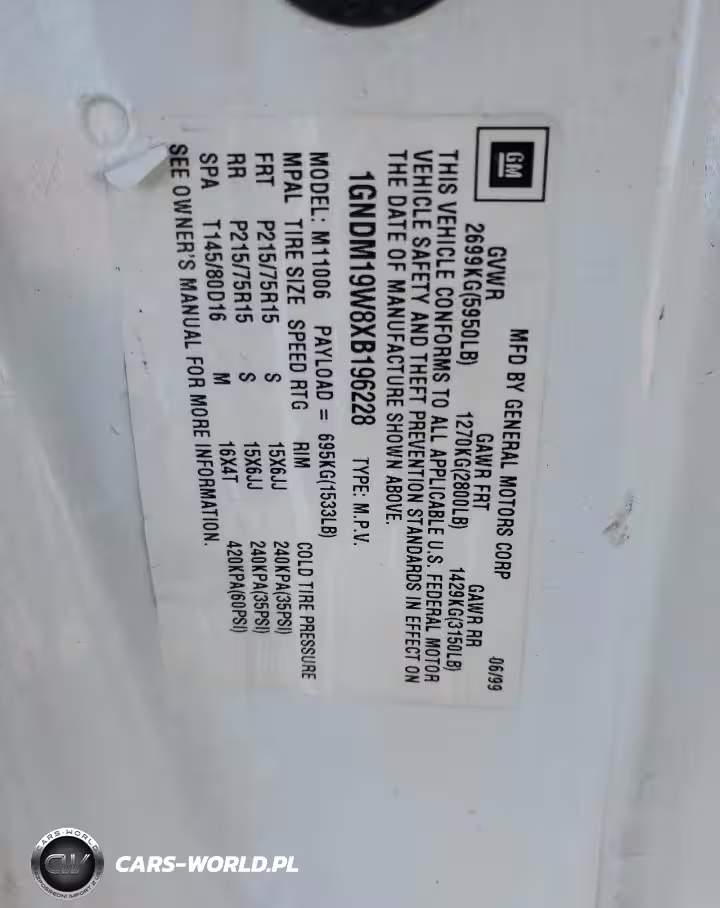 GM
MFD BY GENERAL MOTORS CORP 06/99
GVWR GAWR FRT GAWR RR
2699KG(5950LB) 1270KG(2800LB) 1429KG(3150LB)
THIS VEHICLE CONFORMS TO ALL APPLICABLE U.S. FEDERAL MOTOR
VEHICLE SAFETY AND THEFT PREVENTION STANDARDS IN EFFECT ON
THE DATE OF MANUFACTURE SHOWN ABOVE.
1GNDM19W8XB196228 TYPE: M.P.V.
MODEL: M11006 PAYLOAD = 695KG(1533LB)
MPAL TIRE SIZE SPEED RTG RIM COLD TIRE PRESSURE
FRT P215/75R15 S 15X6JJ 240KPA(35PSI)
RR P215/75R15 S 15X6JJ 240KPA(35PSI)
SPA T145/80D16 M 16X4T 420KPA(60PSI)
SEE OWNER'S MANUAL FOR MORE INFORMATION.
CARS-WORLD
CW
CARS-WORLD.PL